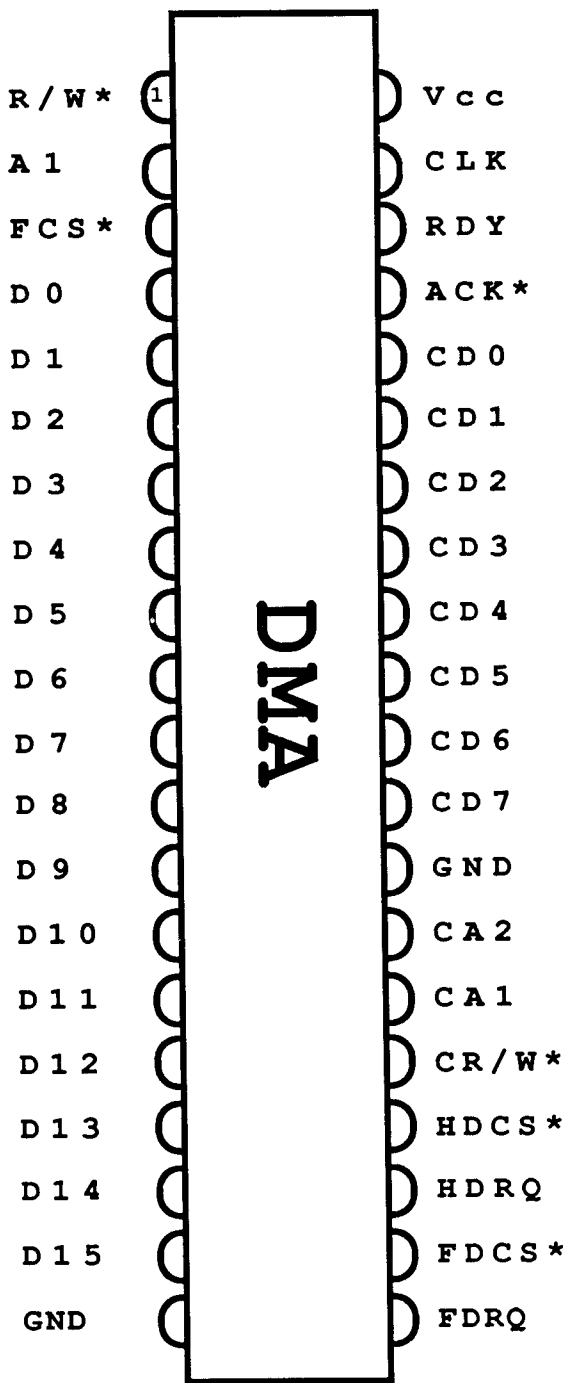 R/W* 1 Vcc
A1 CLK
FCS* RDY
D0 ACK*
D1 CD0
D2 CD1
D3 CD2
D4 CD3
D5 CD4
D6 CD5
D7 CD6
D8 CD7
D9 GND
D10 CA2
D11 CA1
D12 CR/W*
D13 HDCS*
D14 HDRQ
D15 FDCS*
GND FDRQ
DMA